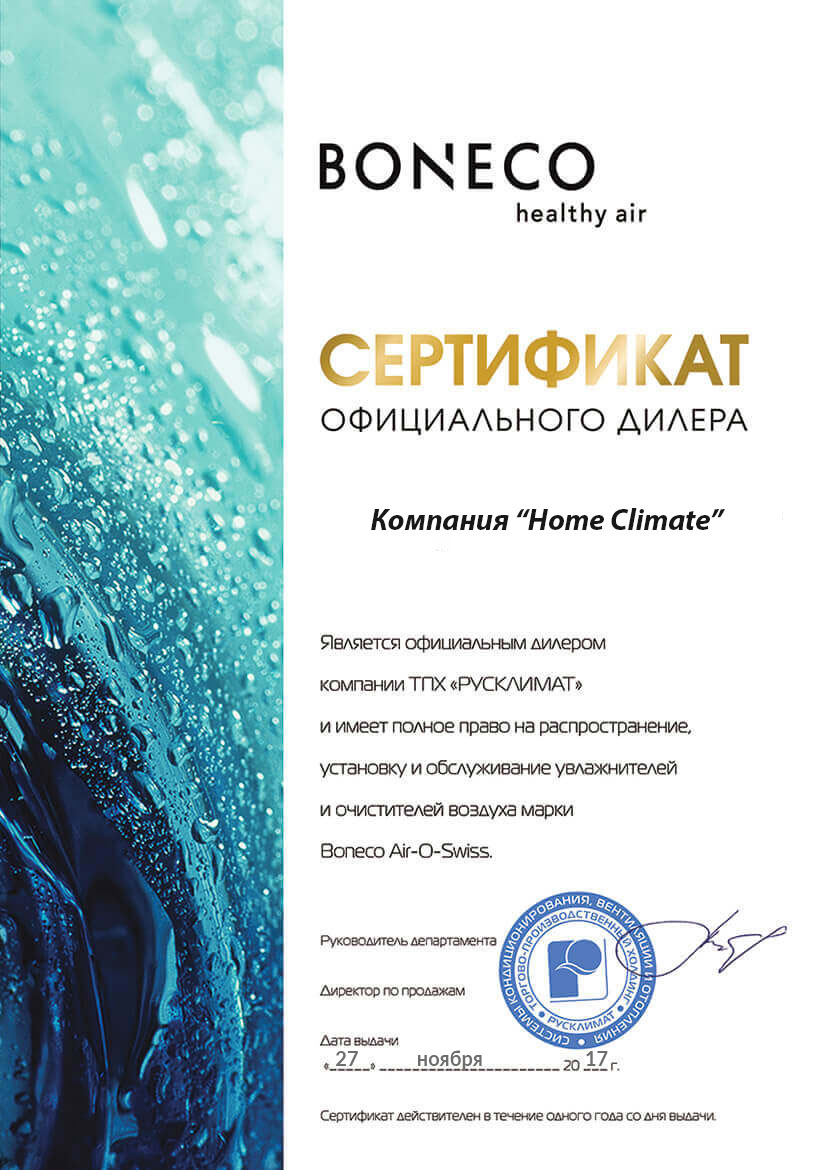 BONECO
healthy air
СЕРТИФИКАТ
ОФИЦИАЛЬНОГО ДИЛЕРА
Компания “Home Climate”
Является официальным дилером
компании ТПХ «РУСКЛИМАТ»
и имеет полное право на распространение,
установку и обслуживание увлажнителей
и очистителей воздуха марки
Boneco Air-O-Swiss.
Руководитель департамента
СИСТЕМЫ КОНДИЦИОНИРОВАНИЯ, ВЕНТИЛЯЦИИ И ОТОПЛЕНИЯ
ТОРГОВО-ПРОИЗВОДСТВЕННЫЙ ХОЛДИНГ
• РУСКЛИМАТ •
Директор по продажам
Дата выдачи
«27» ноября 2017 г.
Сертификат действителен в течение одного года со дня выдачи.